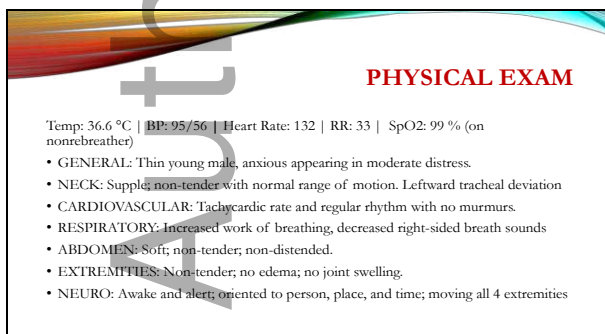 PHYSICAL EXAM
Temp: 36.6 °C | BP: 95/56 | Heart Rate: 132 | RR: 33 | SpO2: 99 % (on
nonrebreather)
• GENERAL: Thin young male, anxious appearing in moderate distress.
• NECK: Supple; non-tender with normal range of motion. Leftward tracheal deviation
• CARDIOVASCULAR: Tachycardic rate and regular rhythm with no murmurs.
• RESPIRATORY: Increased work of breathing, decreased right-sided breath sounds
• ABDOMEN: Soft; non-tender; non-distended.
• EXTREMITIES: Non-tender; no edema; no joint swelling.
• NEURO: Awake and alert; oriented to person, place, and time; moving all 4 extremities
Auth